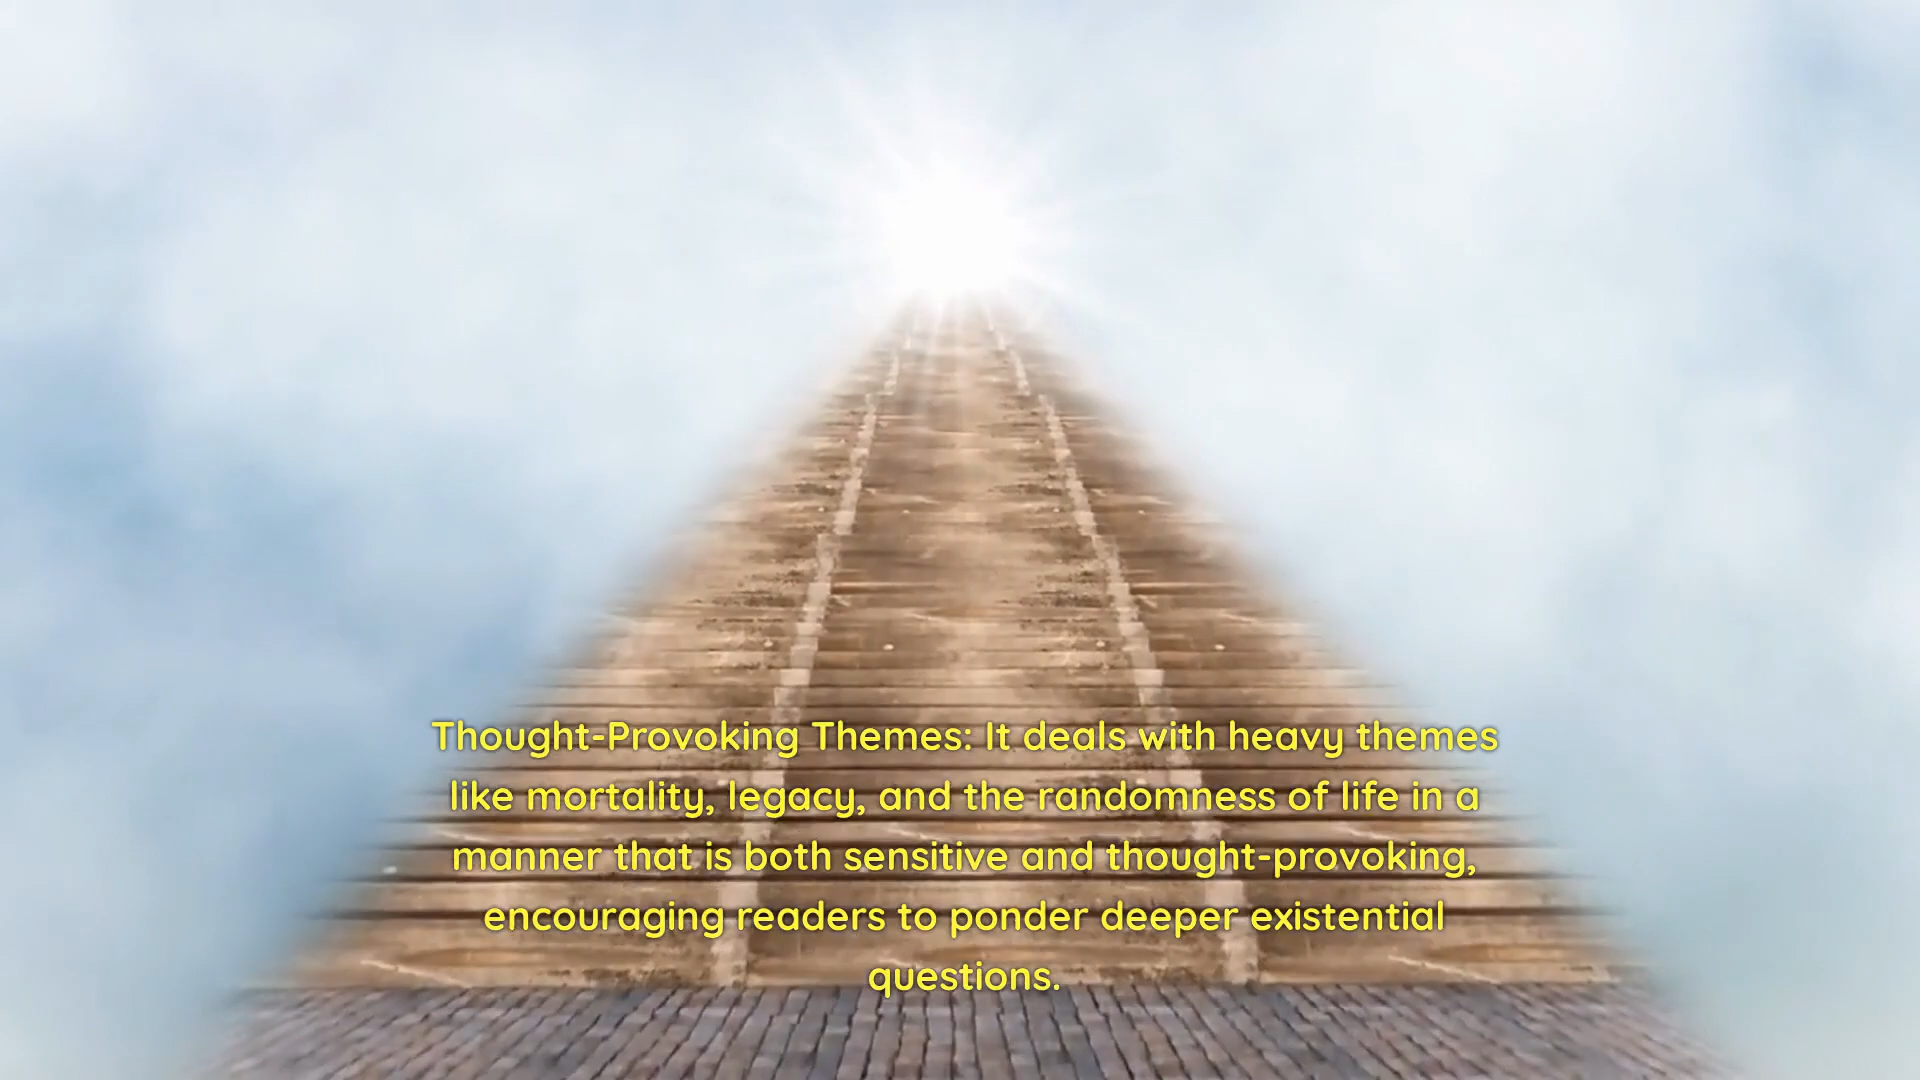 Thought-Provoking Themes: It deals with heavy themes
like mortality, legacy, and the randomness of life in a
manner that is both sensitive and thought-provoking,
encouraging readers to ponder deeper existential
questions.